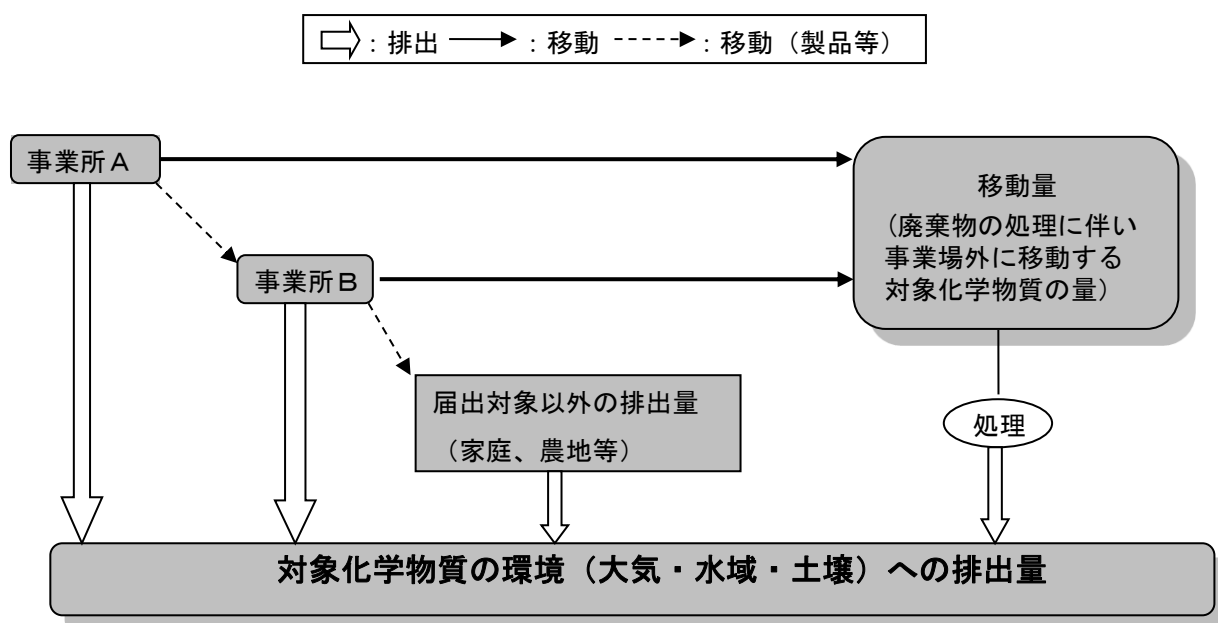 ：排出 ：移動 ：移動（製品等）
事業所Ａ
移動量
（廃棄物の処理に伴い
事業場外に移動する
対象化学物質の量）
事業所Ｂ
届出対象以外の排出量
（家庭、農地等）
処理
対象化学物質の環境（大気・水域・土壌）への排出量